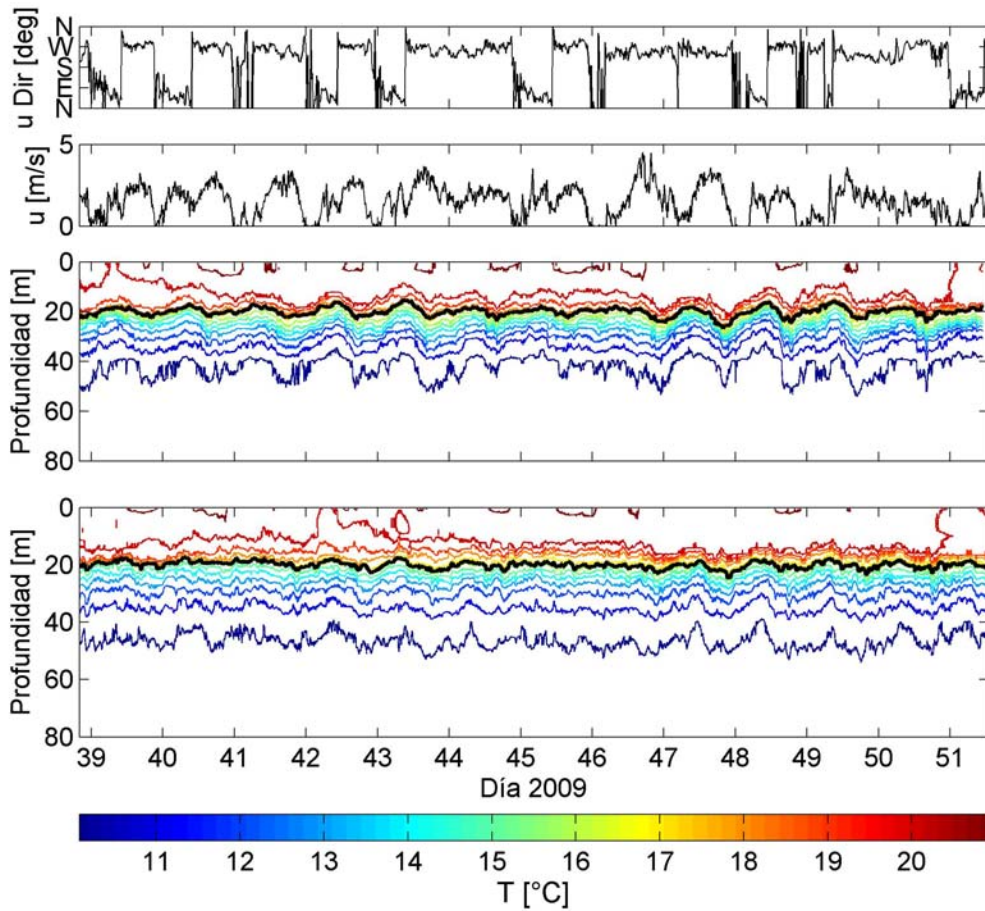 u Dir [deg]
N
W
S
E
N
u [m/s]
5
0
Profundidad [m]
0
20
40
60
80
Profundidad [m]
0
20
40
60
80
39 40 41 42 43 44 45 46 47 48 49 50 51
Día 2009
11 12 13 14 15 16 17 18 19 20
T [°C]